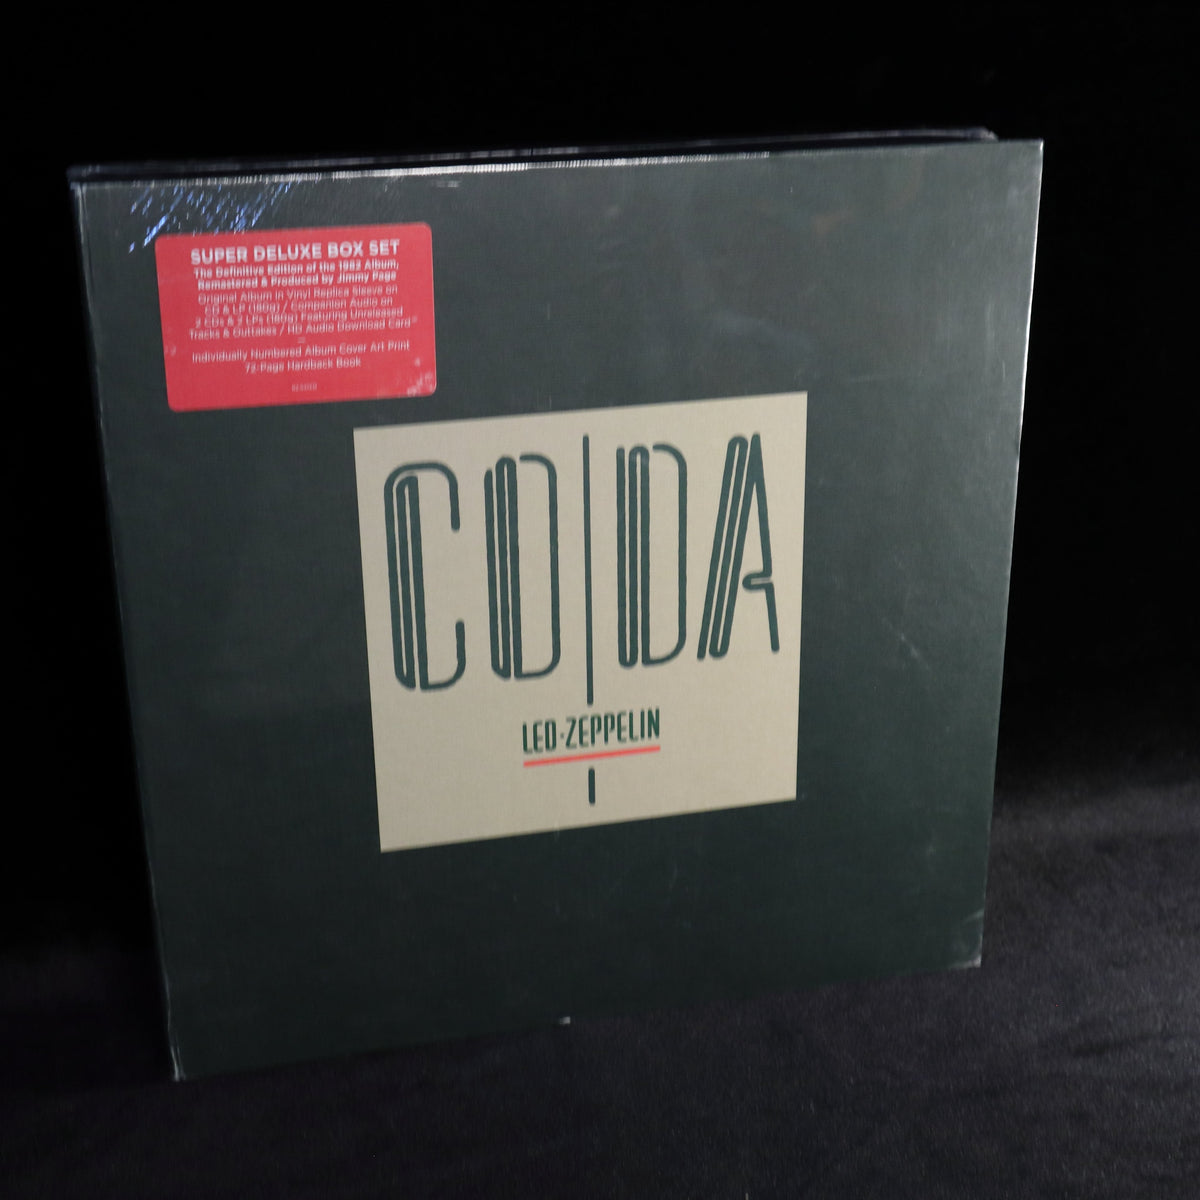 SUPER DELUXE BOX SET
The Definitive Edition of the 1982 Album,
Remastered & Produced by Jimmy Page
Original Album in Vinyl Replica Sleeve on
CD & LP (180g) / Companion Audio on
2 CDs & 2 LPs (180g) Featuring Unreleased
Tracks & Outtakes / HD Audio Download Card
Individually Numbered Album Cover Art Print
72-Page Hardback Book
CODA
LED·ZEPPELIN